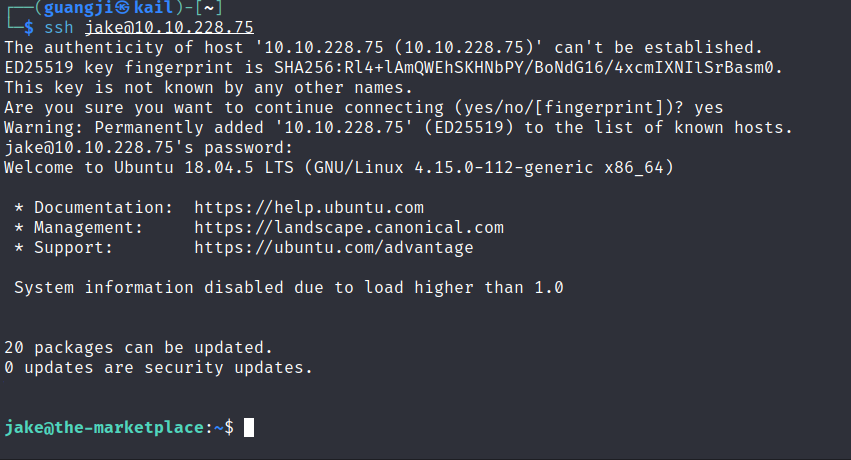 ┌──(guangji㉿kail)-[~]
└─$ ssh jake@10.10.228.75
The authenticity of host '10.10.228.75 (10.10.228.75)' can't be established.
ED25519 key fingerprint is SHA256:Rl4+lAmQWEhSKHNbPY/BoNdG16/4xcmIXNIlSrBasm0.
This key is not known by any other names.
Are you sure you want to continue connecting (yes/no/[fingerprint])? yes
Warning: Permanently added '10.10.228.75' (ED25519) to the list of known hosts.
jake@10.10.228.75's password:
Welcome to Ubuntu 18.04.5 LTS (GNU/Linux 4.15.0-112-generic x86_64)
* Documentation:  https://help.ubuntu.com
* Management:     https://landscape.canonical.com
* Support:        https://ubuntu.com/advantage
System information disabled due to load higher than 1.0
20 packages can be updated.
0 updates are security updates.
jake@the-marketplace:~$